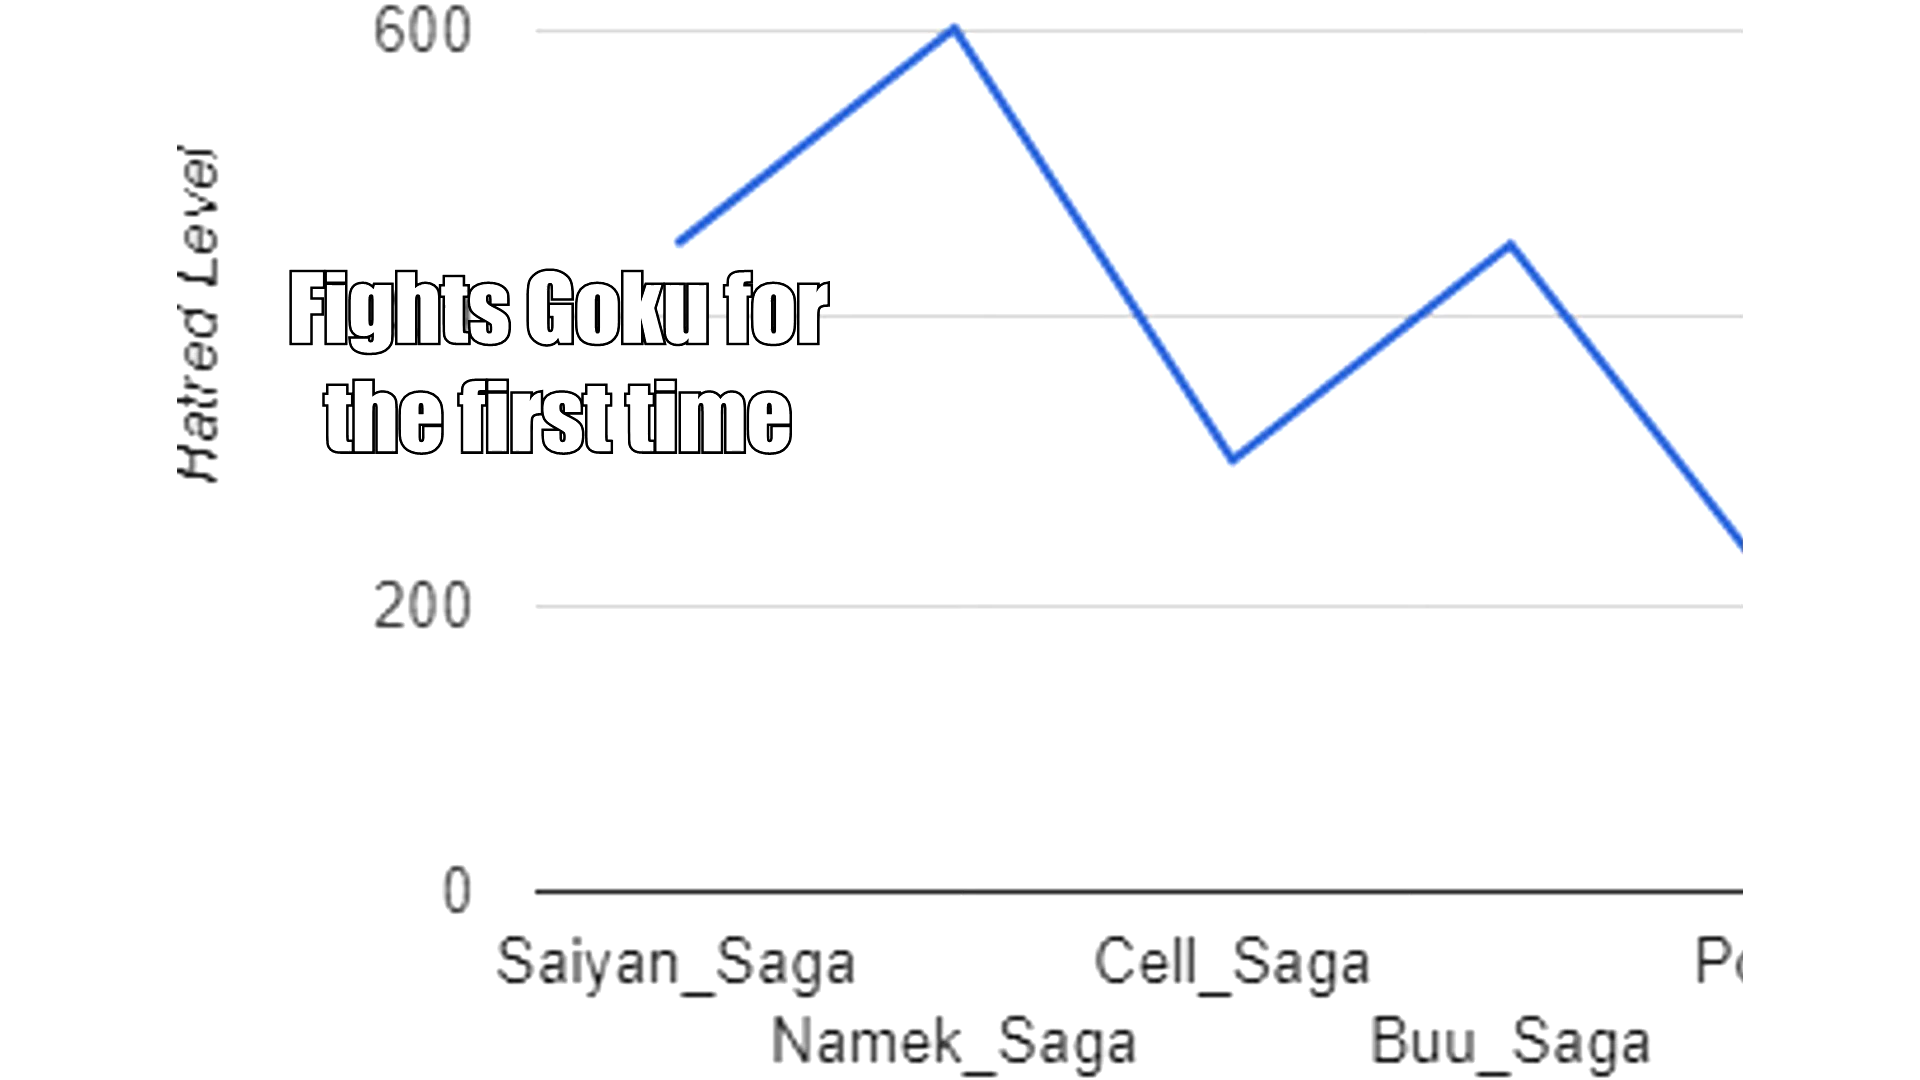 600
Hatred Level
Fights Goku for
the first time
200
0
Saiyan_Saga
Namek_Saga
Cell_Saga
Buu_Saga